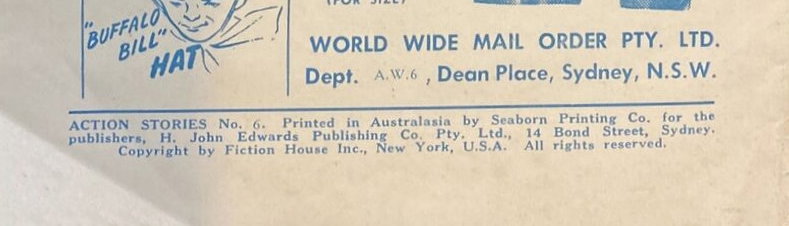 (FOR SIZE)
"BUFFALO
BILL"
HAT
WORLD WIDE MAIL ORDER PTY. LTD.
Dept. A.W.6 , Dean Place, Sydney, N.S.W.
ACTION STORIES No. 6. Printed in Australasia by Seaborn Printing Co. for the
publishers, H. John Edwards Publishing Co. Pty. Ltd., 14 Bond Street, Sydney.
Copyright by Fiction House Inc., New York, U.S.A. All rights reserved.